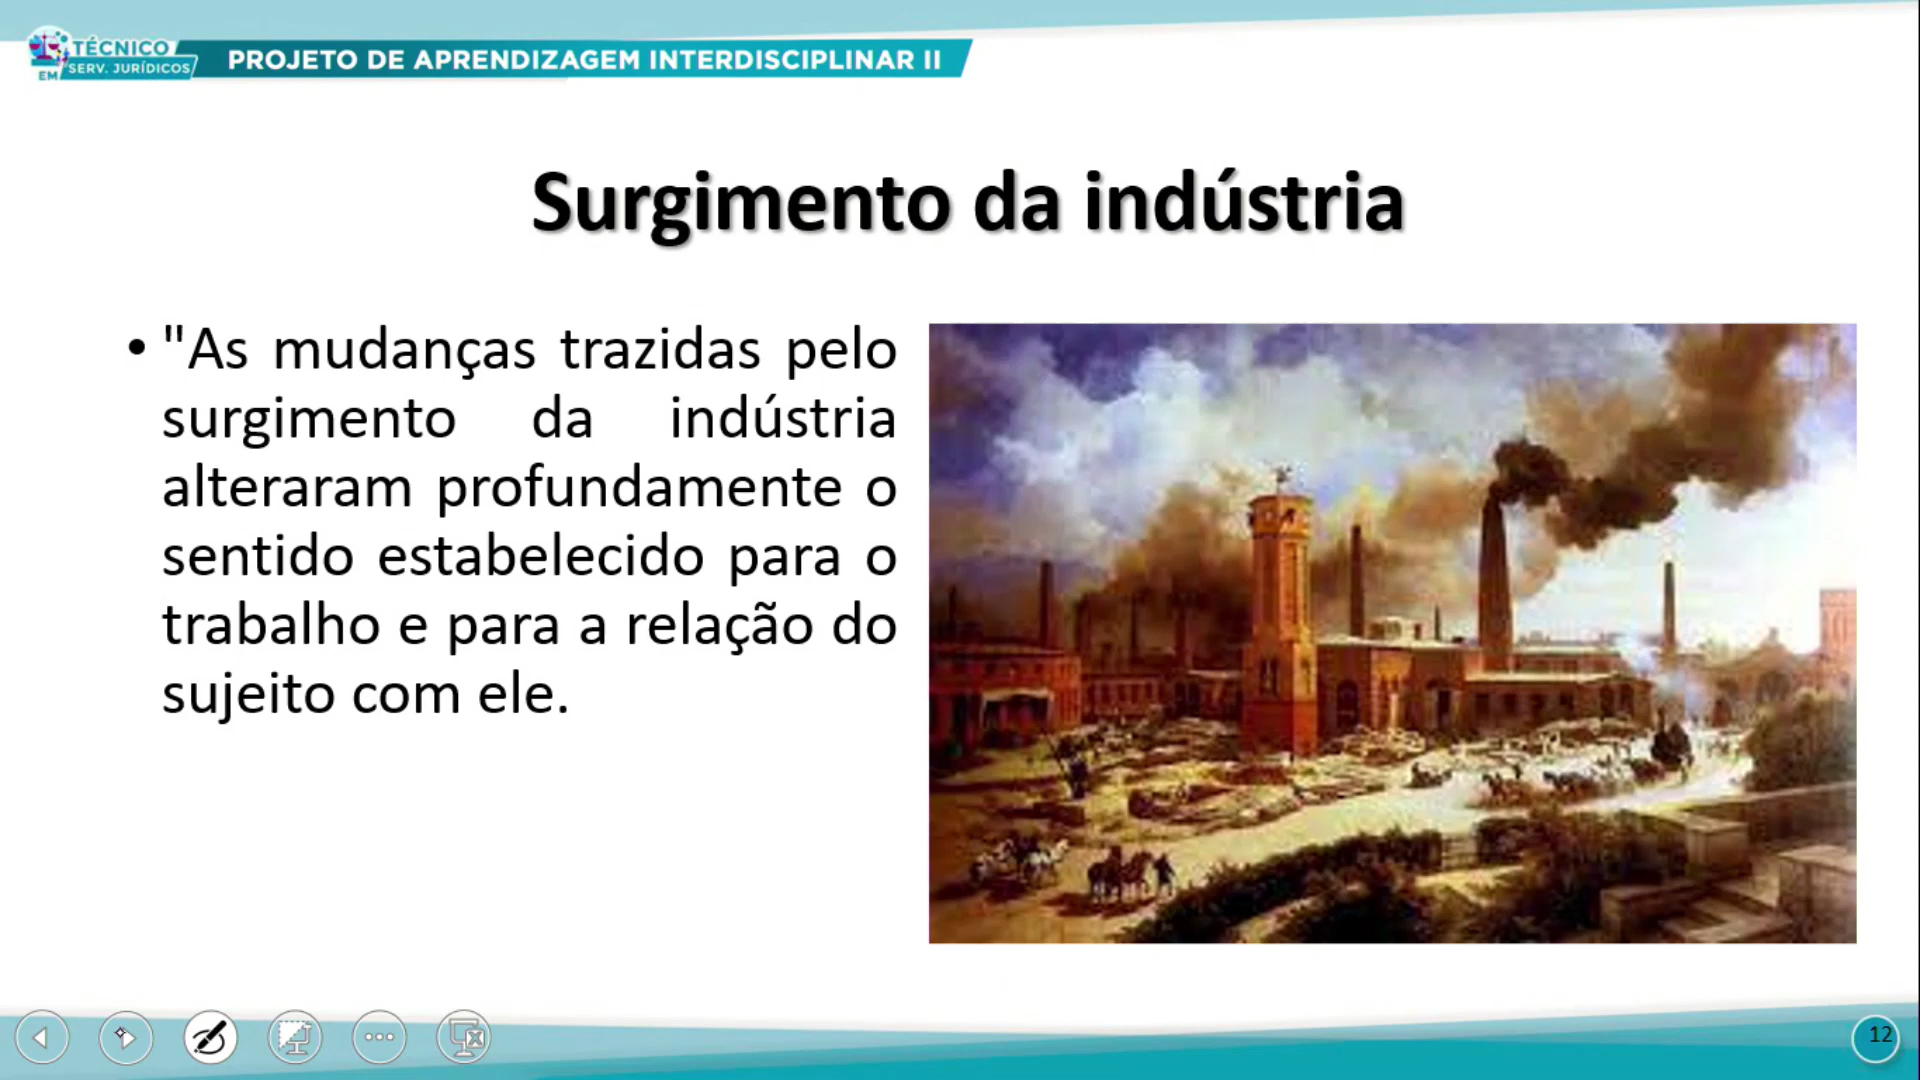 TÉCNICO
EM SERV. JURÍDICOS
PROJETO DE APRENDIZAGEM INTERDISCIPLINAR II
Surgimento da indústria
• "As mudanças trazidas pelo
surgimento da indústria
alteraram profundamente o
sentido estabelecido para o
trabalho e para a relação do
sujeito com ele.
12